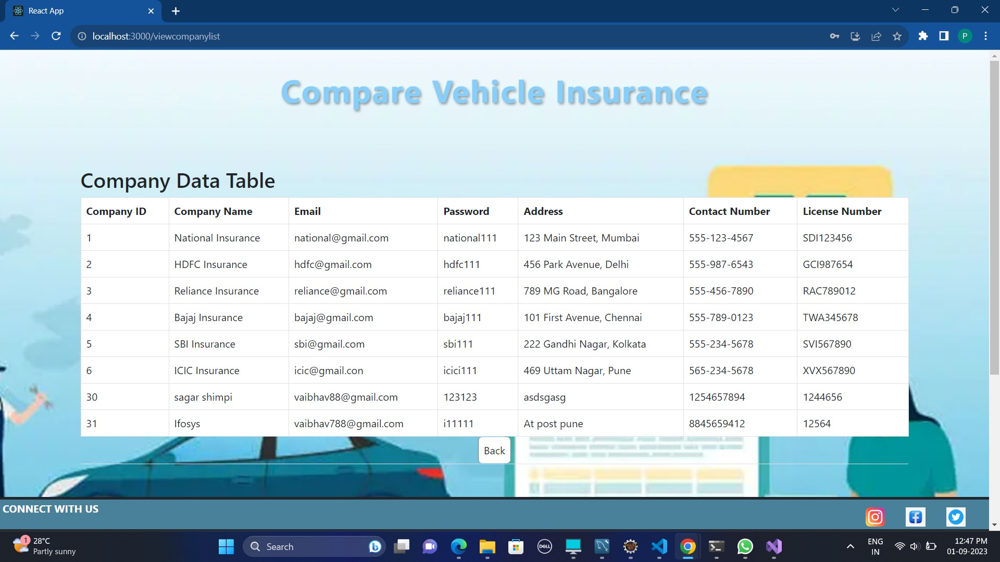 React App
localhost:3000/viewcompanylist
P
Compare Vehicle Insurance
Company Data Table
Company ID Company Name Email Password Address Contact Number License Number
1 National Insurance national@gmail.com national111 123 Main Street, Mumbai 555-123-4567 SDI123456
2 HDFC Insurance hdfc@gmail.com hdfc111 456 Park Avenue, Delhi 555-987-6543 GCI987654
3 Reliance Insurance reliance@gmail.com reliance111 789 MG Road, Bangalore 555-456-7890 RAC789012
4 Bajaj Insurance bajaj@gmail.com bajaj111 101 First Avenue, Chennai 555-789-0123 TWA345678
5 SBI Insurance sbi@gmail.com sbi111 222 Gandhi Nagar, Kolkata 555-234-5678 SVI567890
6 ICIC Insurance icic@gmail.con icici111 469 Uttam Nagar, Pune 565-234-5678 XVX567890
30 sagar shimpi vaibhav88@gmail.com 123123 asdsgasg 1254657894 1244656
31 Ifosys vaibhav788@gmail.com i11111 At post pune 8845659412 12564
Back
CONNECT WITH US
1
28°C
Partly sunny
Search
DELL
ENG
IN
12:47 PM
01-09-2023